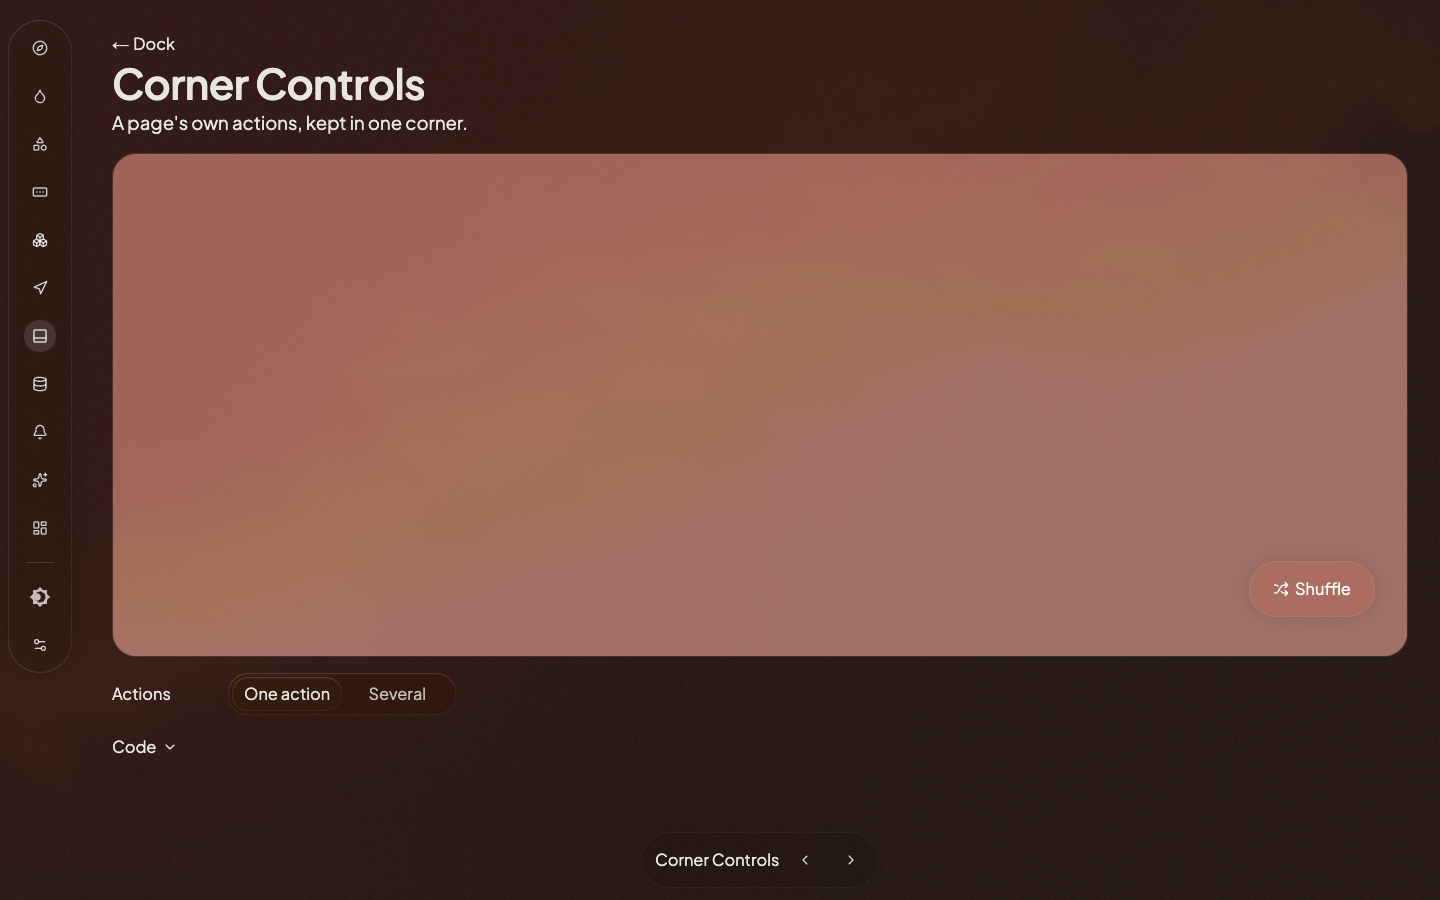 ← Dock
Corner Controls
A page's own actions, kept in one corner.
Shuffle
Actions One action Several
Code
Corner Controls